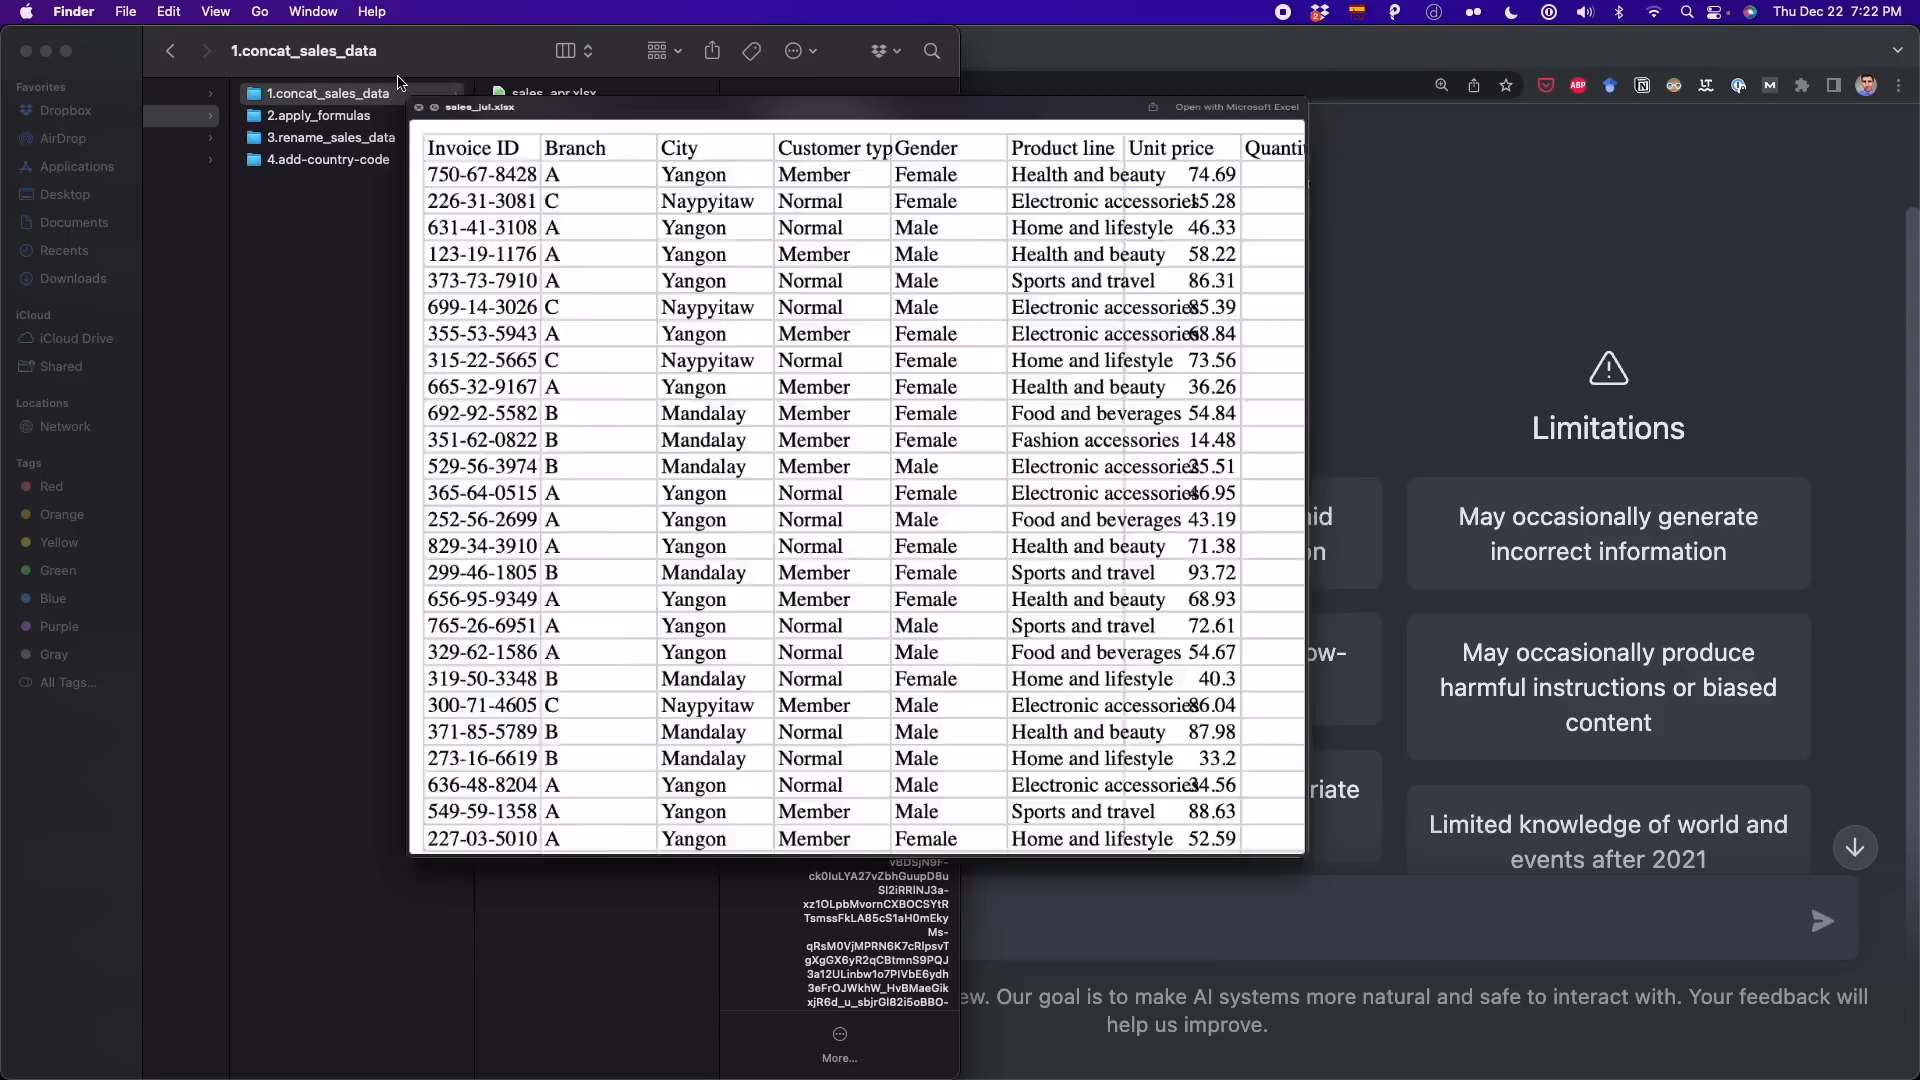 Finder File Edit View Go Window Help
Thu Dec 22 7:22 PM
1.concat_sales_data
Favorites
Dropbox
AirDrop
Applications
Desktop
Documents
Recents
Downloads
iCloud
iCloud Drive
Shared
Locations
Network
Tags
Red
Orange
Yellow
Green
Blue
Purple
Gray
All Tags...
1.concat_sales_data
2.apply_formulas
3.rename_sales_data
4.add-country-code
sales_apr.xlsx
ABP
sales_jul.xlsx
Open with Microsoft Excel
Invoice ID Branch City Customer typ Gender Product line Unit price Quanti
750-67-8428 A Yangon Member Female Health and beauty 74.69
226-31-3081 C Naypyitaw Normal Female Electronic accessories 15.28
631-41-3108 A Yangon Normal Male Home and lifestyle 46.33
123-19-1176 A Yangon Member Male Health and beauty 58.22
373-73-7910 A Yangon Normal Male Sports and travel 86.31
699-14-3026 C Naypyitaw Normal Male Electronic accessories 85.39
355-53-5943 A Yangon Member Female Electronic accessories 68.84
315-22-5665 C Naypyitaw Normal Female Home and lifestyle 73.56
665-32-9167 A Yangon Member Female Health and beauty 36.26
692-92-5582 B Mandalay Member Female Food and beverages 54.84
351-62-0822 B Mandalay Member Female Fashion accessories 14.48
529-56-3974 B Mandalay Member Male Electronic accessories 25.51
365-64-0515 A Yangon Normal Female Electronic accessories 46.95
252-56-2699 A Yangon Normal Male Food and beverages 43.19
829-34-3910 A Yangon Normal Female Health and beauty 71.38
299-46-1805 B Mandalay Member Female Sports and travel 93.72
656-95-9349 A Yangon Member Female Health and beauty 68.93
765-26-6951 A Yangon Normal Male Sports and travel 72.61
329-62-1586 A Yangon Normal Male Food and beverages 54.67
319-50-3348 B Mandalay Normal Female Home and lifestyle 40.3
300-71-4605 C Naypyitaw Member Male Electronic accessories 86.04
371-85-5789 B Mandalay Normal Male Health and beauty 87.98
273-16-6619 B Mandalay Normal Male Home and lifestyle 33.2
636-48-8204 A Yangon Normal Male Electronic accessories 34.56
549-59-1358 A Yangon Member Male Sports and travel 88.63
227-03-5010 A Yangon Member Female Home and lifestyle 52.59
Limitations
May occasionally generate
incorrect information
May occasionally produce
harmful instructions or biased
content
Limited knowledge of world and
events after 2021
ow-
riate
More...
ew. Our goal is to make AI systems more natural and safe to interact with. Your feedback will
help us improve.